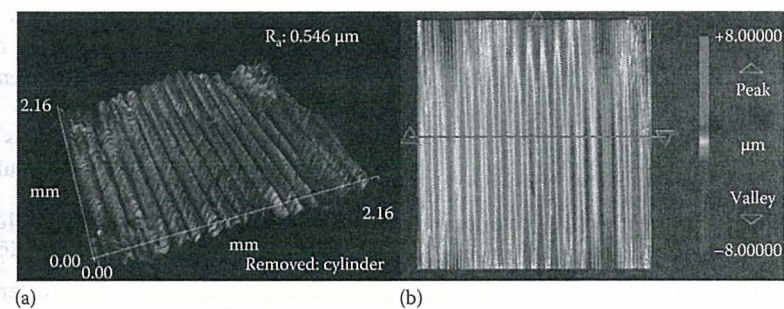 Rₐ: 0.546 µm
2.16
mm
0.00
0.00
mm
2.16
Removed: cylinder
(a)
+8.00000
Peak
µm
Valley
−8.00000
(b)